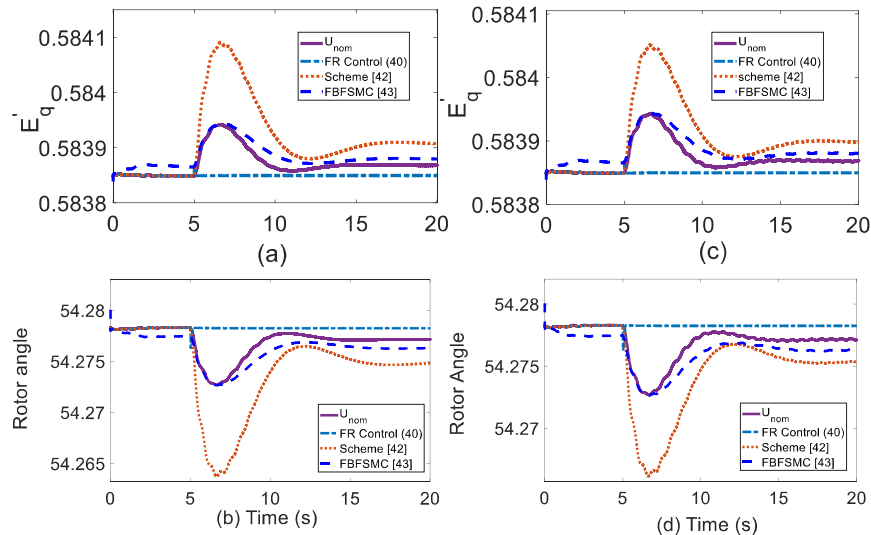 0.5841
0.584
0.5839
0.5838
E'q
0 5 10 15 20
(a)
Unom
FR Control (40)
Scheme [42]
FBFSMC [43]
0.5841
0.584
0.5839
0.5838
E'q
0 5 10 15 20
(c)
Unom
FR Control (40)
Scheme [42]
FBFSMC [43]
54.28
54.275
54.27
54.265
Rotor angle
0 5 10 15 20
(b) Time (s)
Unom
FR Control (40)
Scheme [42]
FBFSMC [43]
54.28
54.275
54.27
Rotor Angle
0 5 10 15 20
(d) Time (s)
Unom
FR Control (40)
Scheme [42]
FBFSMC [43]